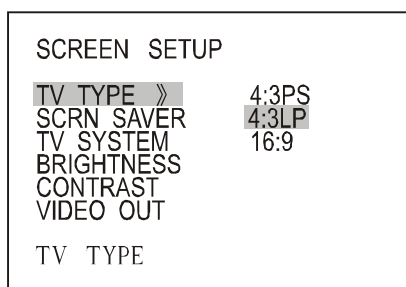 SCREEN SETUP
TV TYPE 》 4:3PS
SCRN SAVER 4:3LP
TV SYSTEM 16:9
BRIGHTNESS
CONTRAST
VIDEO OUT
TV TYPE